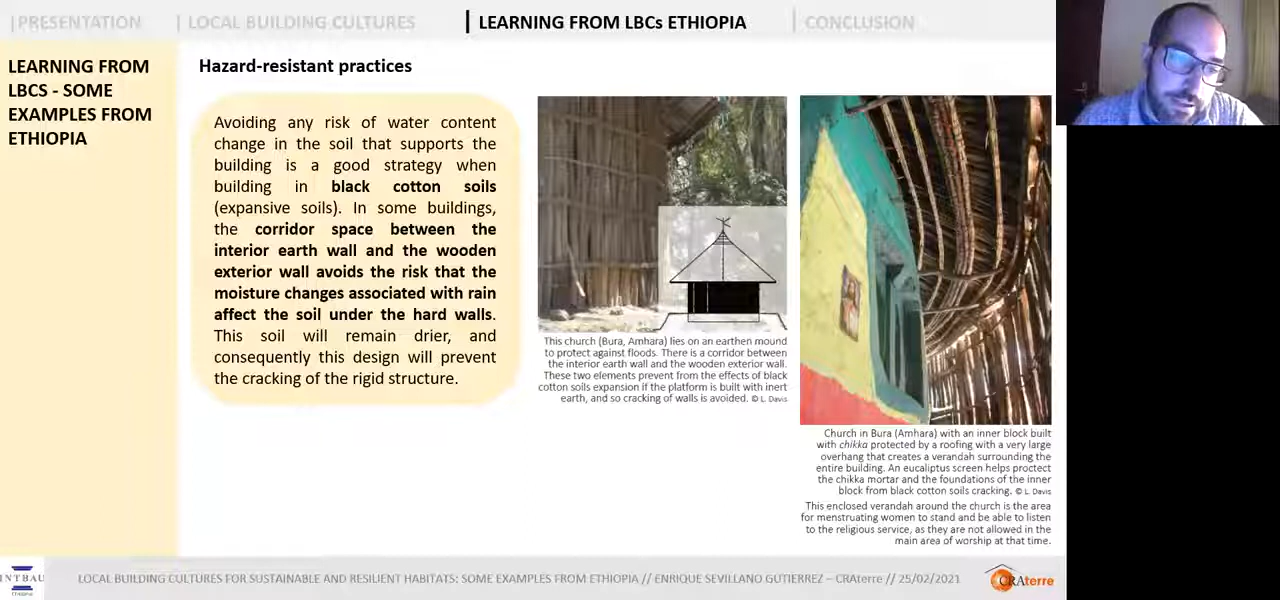 |PRESENTATION | LOCAL BUILDING CULTURES | LEARNING FROM LBCs ETHIOPIA | CONCLUSION
LEARNING FROM
LBCS - SOME
EXAMPLES FROM
ETHIOPIA
Hazard-resistant practices
Avoiding any risk of water content
change in the soil that supports the
building is a good strategy when
building in black cotton soils
(expansive soils). In some buildings,
the corridor space between the
interior earth wall and the wooden
exterior wall avoids the risk that the
moisture changes associated with rain
affect the soil under the hard walls.
This soil will remain drier, and
consequently this design will prevent
the cracking of the rigid structure.
This church (Bura, Amhara) lies on an earthen mound
to protect against floods. There is a corridor between
the interior earth wall and the wooden exterior wall.
These two elements prevent from the effects of black
cotton soils expansion if the platform is built with inert
earth, and so cracking of walls is avoided. © L. Davis
Church in Bura (Amhara) with an inner block built
with chikka protected by a roofing with a very large
overhang that creates a verandah surrounding the
entire building. An eucaliptus screen helps proctect
the chikka mortar and the foundations of the inner
block from black cotton soils cracking. © L. Davis
This enclosed verandah around the church is the area
for menstruating women to stand and be able to listen
to the religious service, as they are not allowed in the
main area of worship at that time.
INTBAU
LOCAL BUILDING CULTURES FOR SUSTAINABLE AND RESILIENT HABITATS: SOME EXAMPLES FROM ETHIOPIA // ENRIQUE SEVILLANO GUTIERREZ – CRAterre // 25/02/2021
CRAterre